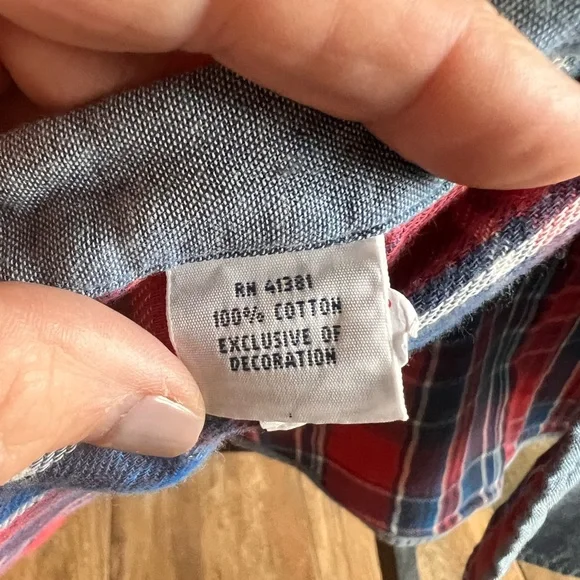 RN 41381
100% COTTON
EXCLUSIVE OF
DECORATION